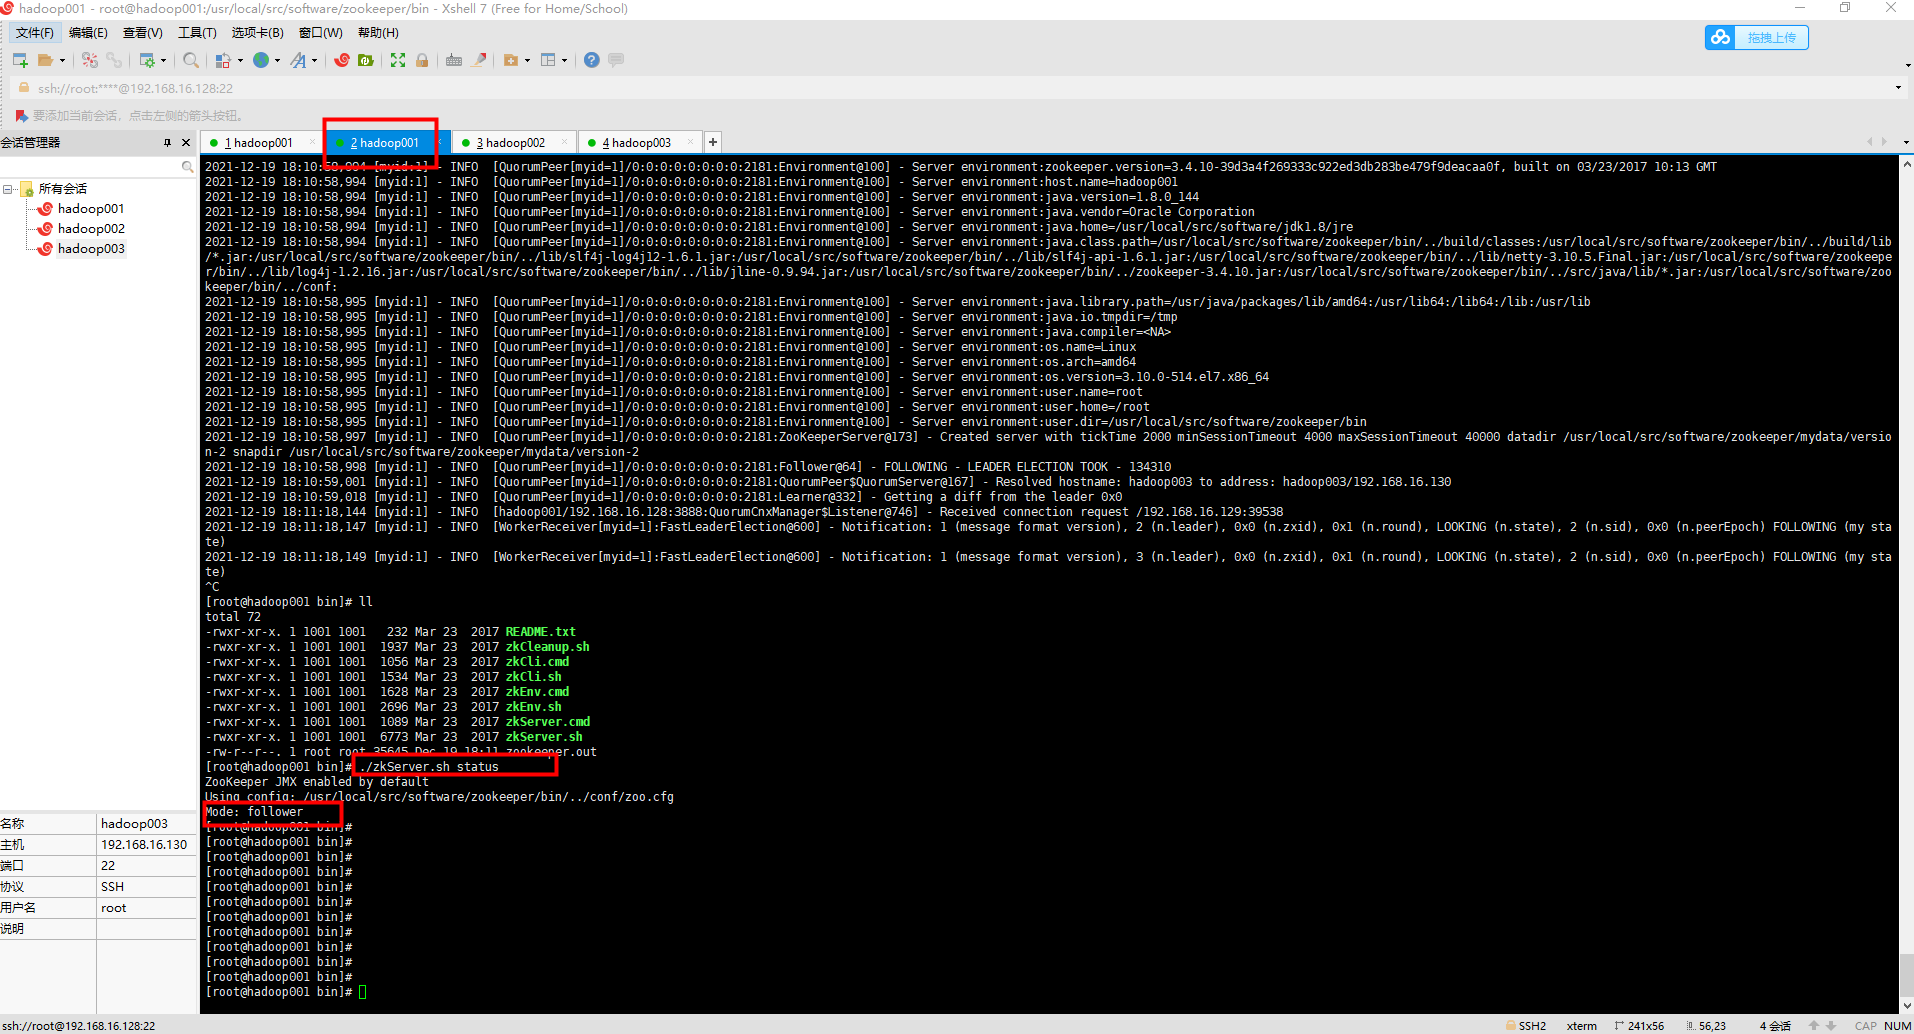 hadoop001 - root@hadoop001:/usr/local/src/software/zookeeper/bin - Xshell 7 (Free for Home/School)
文件(F) 编辑(E) 查看(V) 工具(T) 选项卡(B) 窗口(W) 帮助(H)
拖拽上传
ssh://root:****@192.168.16.128:22
要添加当前会话，点击左侧的箭头按钮。
会话管理器
1 hadoop001 2 hadoop001 3 hadoop002 4 hadoop003
所有会话
hadoop001
hadoop002
hadoop003
2021-12-19 18:10:58,994 [myid:1] - INFO  [QuorumPeer[myid=1]/0:0:0:0:0:0:0:0:2181:Environment@100] - Server environment:zookeeper.version=3.4.10-39d3a4f269333c922ed3db283be479f9deacaa0f, built on 03/23/2017 10:13 GMT
2021-12-19 18:10:58,994 [myid:1] - INFO  [QuorumPeer[myid=1]/0:0:0:0:0:0:0:0:2181:Environment@100] - Server environment:host.name=hadoop001
2021-12-19 18:10:58,994 [myid:1] - INFO  [QuorumPeer[myid=1]/0:0:0:0:0:0:0:0:2181:Environment@100] - Server environment:java.version=1.8.0_144
2021-12-19 18:10:58,994 [myid:1] - INFO  [QuorumPeer[myid=1]/0:0:0:0:0:0:0:0:2181:Environment@100] - Server environment:java.vendor=Oracle Corporation
2021-12-19 18:10:58,994 [myid:1] - INFO  [QuorumPeer[myid=1]/0:0:0:0:0:0:0:0:2181:Environment@100] - Server environment:java.home=/usr/local/src/software/jdk1.8/jre
2021-12-19 18:10:58,994 [myid:1] - INFO  [QuorumPeer[myid=1]/0:0:0:0:0:0:0:0:2181:Environment@100] - Server environment:java.class.path=/usr/local/src/software/zookeeper/bin/../build/classes:/usr/local/src/software/zookeeper/bin/../build/lib
/*.jar:/usr/local/src/software/zookeeper/bin/../lib/slf4j-log4j12-1.6.1.jar:/usr/local/src/software/zookeeper/bin/../lib/slf4j-api-1.6.1.jar:/usr/local/src/software/zookeeper/bin/../lib/netty-3.10.5.Final.jar:/usr/local/src/software/zookeepe
r/bin/../lib/log4j-1.2.16.jar:/usr/local/src/software/zookeeper/bin/../lib/jline-0.9.94.jar:/usr/local/src/software/zookeeper/bin/../zookeeper-3.4.10.jar:/usr/local/src/software/zookeeper/bin/../src/java/lib/*.jar:/usr/local/src/software/zoo
keeper/bin/../conf:
2021-12-19 18:10:58,995 [myid:1] - INFO  [QuorumPeer[myid=1]/0:0:0:0:0:0:0:0:2181:Environment@100] - Server environment:java.library.path=/usr/java/packages/lib/amd64:/usr/lib64:/lib64:/lib:/usr/lib
2021-12-19 18:10:58,995 [myid:1] - INFO  [QuorumPeer[myid=1]/0:0:0:0:0:0:0:0:2181:Environment@100] - Server environment:java.io.tmpdir=/tmp
2021-12-19 18:10:58,995 [myid:1] - INFO  [QuorumPeer[myid=1]/0:0:0:0:0:0:0:0:2181:Environment@100] - Server environment:java.compiler=<NA>
2021-12-19 18:10:58,995 [myid:1] - INFO  [QuorumPeer[myid=1]/0:0:0:0:0:0:0:0:2181:Environment@100] - Server environment:os.name=Linux
2021-12-19 18:10:58,995 [myid:1] - INFO  [QuorumPeer[myid=1]/0:0:0:0:0:0:0:0:2181:Environment@100] - Server environment:os.arch=amd64
2021-12-19 18:10:58,995 [myid:1] - INFO  [QuorumPeer[myid=1]/0:0:0:0:0:0:0:0:2181:Environment@100] - Server environment:os.version=3.10.0-514.el7.x86_64
2021-12-19 18:10:58,995 [myid:1] - INFO  [QuorumPeer[myid=1]/0:0:0:0:0:0:0:0:2181:Environment@100] - Server environment:user.name=root
2021-12-19 18:10:58,995 [myid:1] - INFO  [QuorumPeer[myid=1]/0:0:0:0:0:0:0:0:2181:Environment@100] - Server environment:user.home=/root
2021-12-19 18:10:58,995 [myid:1] - INFO  [QuorumPeer[myid=1]/0:0:0:0:0:0:0:0:2181:Environment@100] - Server environment:user.dir=/usr/local/src/software/zookeeper/bin
2021-12-19 18:10:58,997 [myid:1] - INFO  [QuorumPeer[myid=1]/0:0:0:0:0:0:0:0:2181:ZooKeeperServer@173] - Created server with tickTime 2000 minSessionTimeout 4000 maxSessionTimeout 40000 datadir /usr/local/src/software/zookeeper/mydata/versio
n-2 snapdir /usr/local/src/software/zookeeper/mydata/version-2
2021-12-19 18:10:58,998 [myid:1] - INFO  [QuorumPeer[myid=1]/0:0:0:0:0:0:0:0:2181:Follower@64] - FOLLOWING - LEADER ELECTION TOOK - 134310
2021-12-19 18:10:59,001 [myid:1] - INFO  [QuorumPeer[myid=1]/0:0:0:0:0:0:0:0:2181:QuorumPeer$QuorumServer@167] - Resolved hostname: hadoop003 to address: hadoop003/192.168.16.130
2021-12-19 18:10:59,018 [myid:1] - INFO  [QuorumPeer[myid=1]/0:0:0:0:0:0:0:0:2181:Learner@332] - Getting a diff from the leader 0x0
2021-12-19 18:11:18,144 [myid:1] - INFO  [hadoop001/192.168.16.128:3888:QuorumCnxManager$Listener@746] - Received connection request /192.168.16.129:39538
2021-12-19 18:11:18,147 [myid:1] - INFO  [WorkerReceiver[myid=1]:FastLeaderElection@600] - Notification: 1 (message format version), 2 (n.leader), 0x0 (n.zxid), 0x1 (n.round), LOOKING (n.state), 2 (n.sid), 0x0 (n.peerEpoch) FOLLOWING (my sta
te)
2021-12-19 18:11:18,149 [myid:1] - INFO  [WorkerReceiver[myid=1]:FastLeaderElection@600] - Notification: 1 (message format version), 3 (n.leader), 0x0 (n.zxid), 0x1 (n.round), LOOKING (n.state), 2 (n.sid), 0x0 (n.peerEpoch) FOLLOWING (my sta
te)
^C
[root@hadoop001 bin]# ll
total 72
-rwxr-xr-x. 1 1001 1001   232 Mar 23  2017 README.txt
-rwxr-xr-x. 1 1001 1001  1937 Mar 23  2017 zkCleanup.sh
-rwxr-xr-x. 1 1001 1001  1056 Mar 23  2017 zkCli.cmd
-rwxr-xr-x. 1 1001 1001  1534 Mar 23  2017 zkCli.sh
-rwxr-xr-x. 1 1001 1001  1628 Mar 23  2017 zkEnv.cmd
-rwxr-xr-x. 1 1001 1001  2696 Mar 23  2017 zkEnv.sh
-rwxr-xr-x. 1 1001 1001  1089 Mar 23  2017 zkServer.cmd
-rwxr-xr-x. 1 1001 1001  6773 Mar 23  2017 zkServer.sh
-rw-r--r--. 1 root root 35645 Dec 19 18:11 zookeeper.out
[root@hadoop001 bin]# ./zkServer.sh status
ZooKeeper JMX enabled by default
Using config: /usr/local/src/software/zookeeper/bin/../conf/zoo.cfg
Mode: follower
[root@hadoop001 bin]#
[root@hadoop001 bin]#
[root@hadoop001 bin]#
[root@hadoop001 bin]#
[root@hadoop001 bin]#
[root@hadoop001 bin]#
[root@hadoop001 bin]#
[root@hadoop001 bin]#
[root@hadoop001 bin]#
[root@hadoop001 bin]#
[root@hadoop001 bin]#
[root@hadoop001 bin]#
名称 hadoop003
主机 192.168.16.130
端口 22
协议 SSH
用户名 root
说明
ssh://root@192.168.16.128:22 SSH2 xterm 241x56 56,23 4 会话 CAP NUM